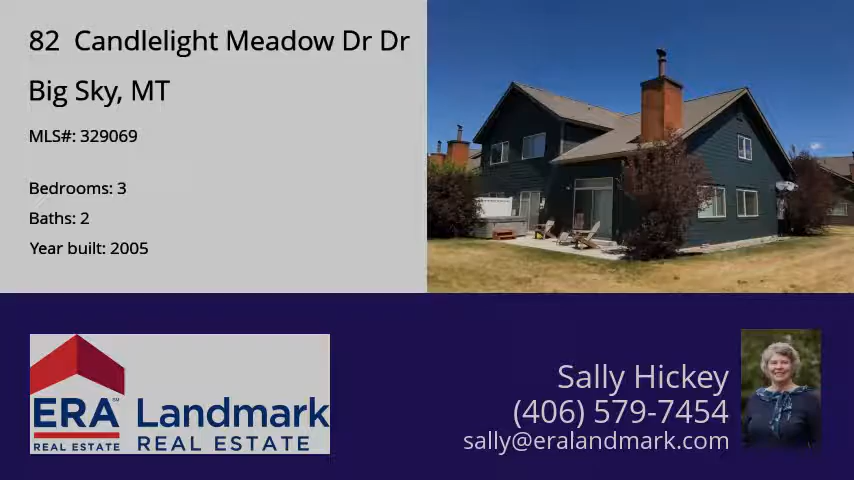 82  Candlelight Meadow Dr Dr
Big Sky, MT
MLS#: 329069
Bedrooms: 3
Baths: 2
Year built: 2005
ERA™ Landmark
REAL ESTATE REAL ESTATE
Sally Hickey
(406) 579-7454
sally@eralandmark.com